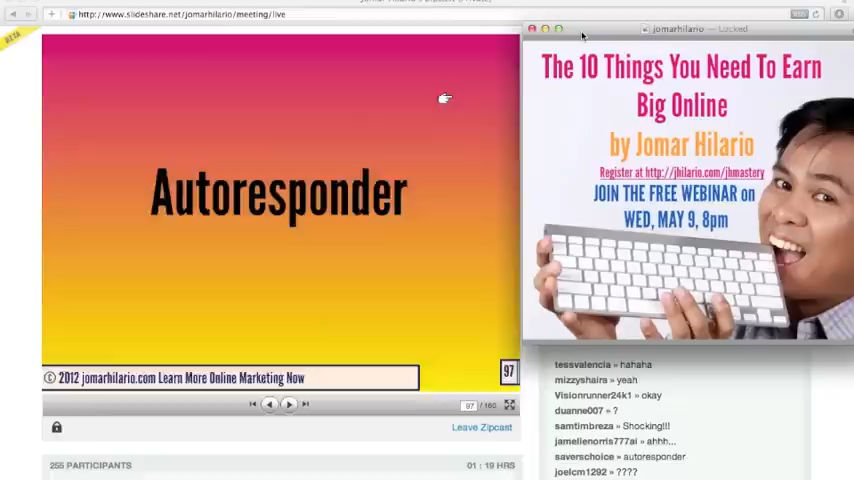 http://www.slideshare.net/jomarhilario/meeting/live
BETA
Autoresponder
© 2012 jomarhilario.com Learn More Online Marketing Now
97
97 / 160
Leave Zipcast
255 PARTICIPANTS
01 : 19 HRS
jomarhilario — Locked
The 10 Things You Need To Earn
Big Online
by Jomar Hilario
Register at http://jhilario.com/jhmastery
JOIN THE FREE WEBINAR on
WED, MAY 9, 8pm
tessvalencia » hahaha
mizzyshaira » yeah
Visionrunner24k1 » okay
duanne007 » ?
samtimbreza » Shocking!!!
jamelienorris777ai » ahhh...
saverschoice » autoresponder
joelcm1292 » ????